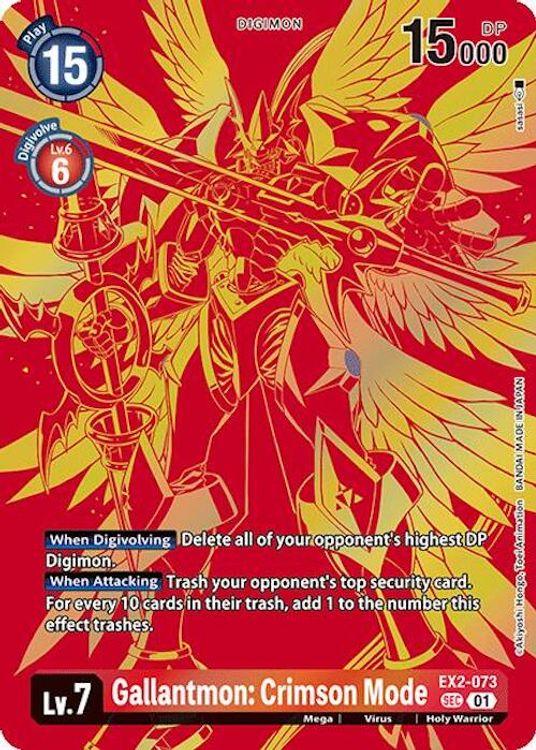 DIGIMON
Play
15
DP
15000
Digivolve
Lv.6
6
sasasi
When Digivolving Delete all of your opponent's highest DP
Digimon.
When Attacking Trash your opponent's top security card.
For every 10 cards in their trash, add 1 to the number this
effect trashes.
©Akiyoshi Hongo, Toei Animation BANDAI MADE IN JAPAN
Lv.7
Gallantmon: Crimson Mode
EX2-073
SEC 01
Mega | Virus | Holy Warrior